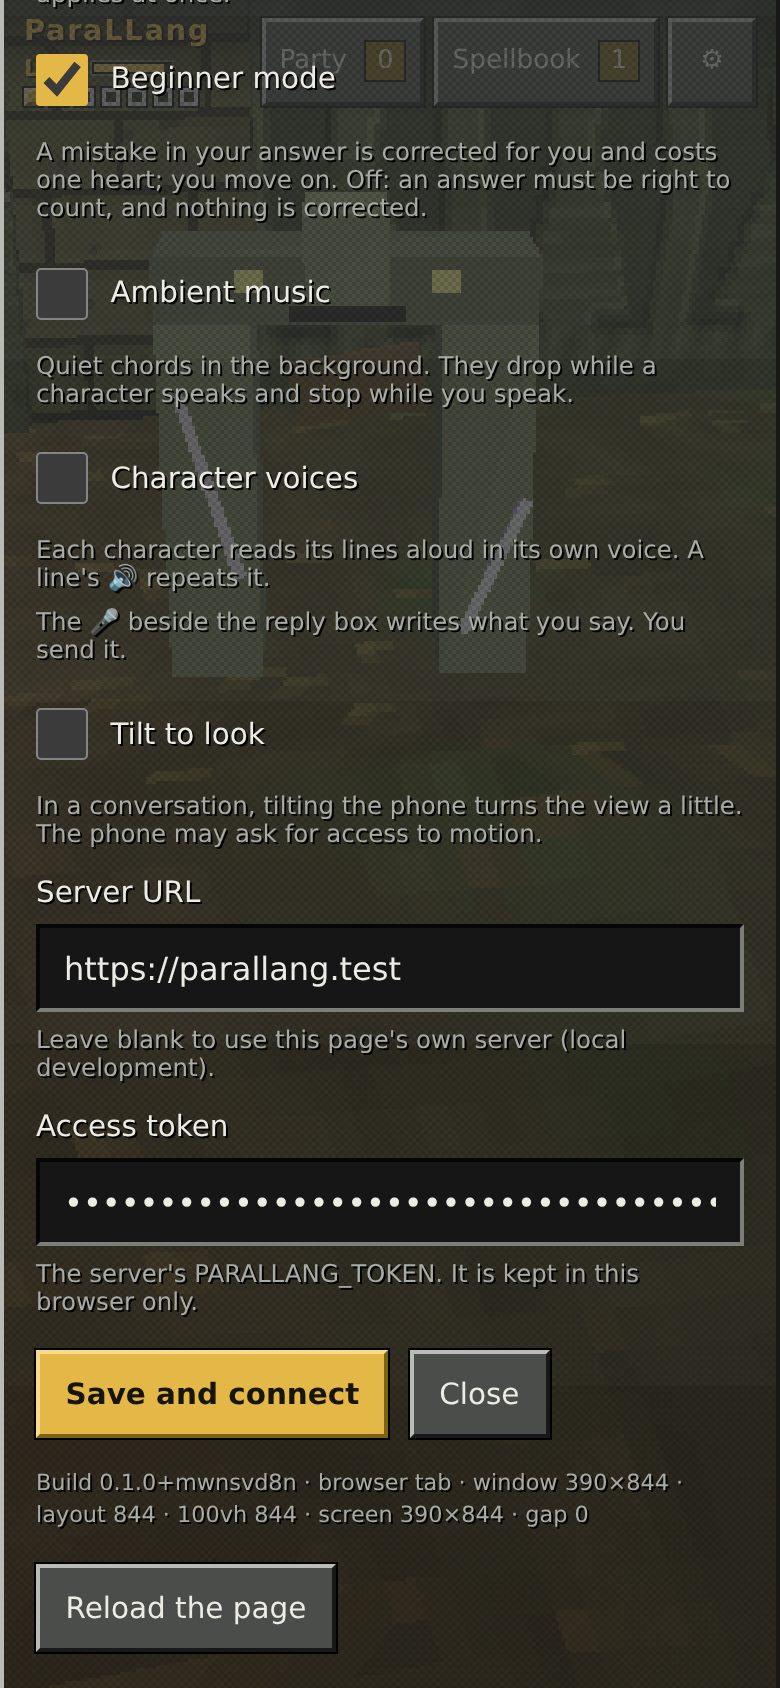 applies at once.
ParaLLang
Party 0
Spellbook 1
⚙
Beginner mode
A mistake in your answer is corrected for you and costs
one heart; you move on. Off: an answer must be right to
count, and nothing is corrected.
Ambient music
Quiet chords in the background. They drop while a
character speaks and stop while you speak.
Character voices
Each character reads its lines aloud in its own voice. A
line's 🔊 repeats it.
The 🎤 beside the reply box writes what you say. You
send it.
Tilt to look
In a conversation, tilting the phone turns the view a little.
The phone may ask for access to motion.
Server URL
https://parallang.test
Leave blank to use this page's own server (local
development).
Access token
The server's PARALLANG_TOKEN. It is kept in this
browser only.
Save and connect
Close
Build 0.1.0+mwnsvd8n · browser tab · window 390×844 ·
layout 844 · 100vh 844 · screen 390×844 · gap 0
Reload the page